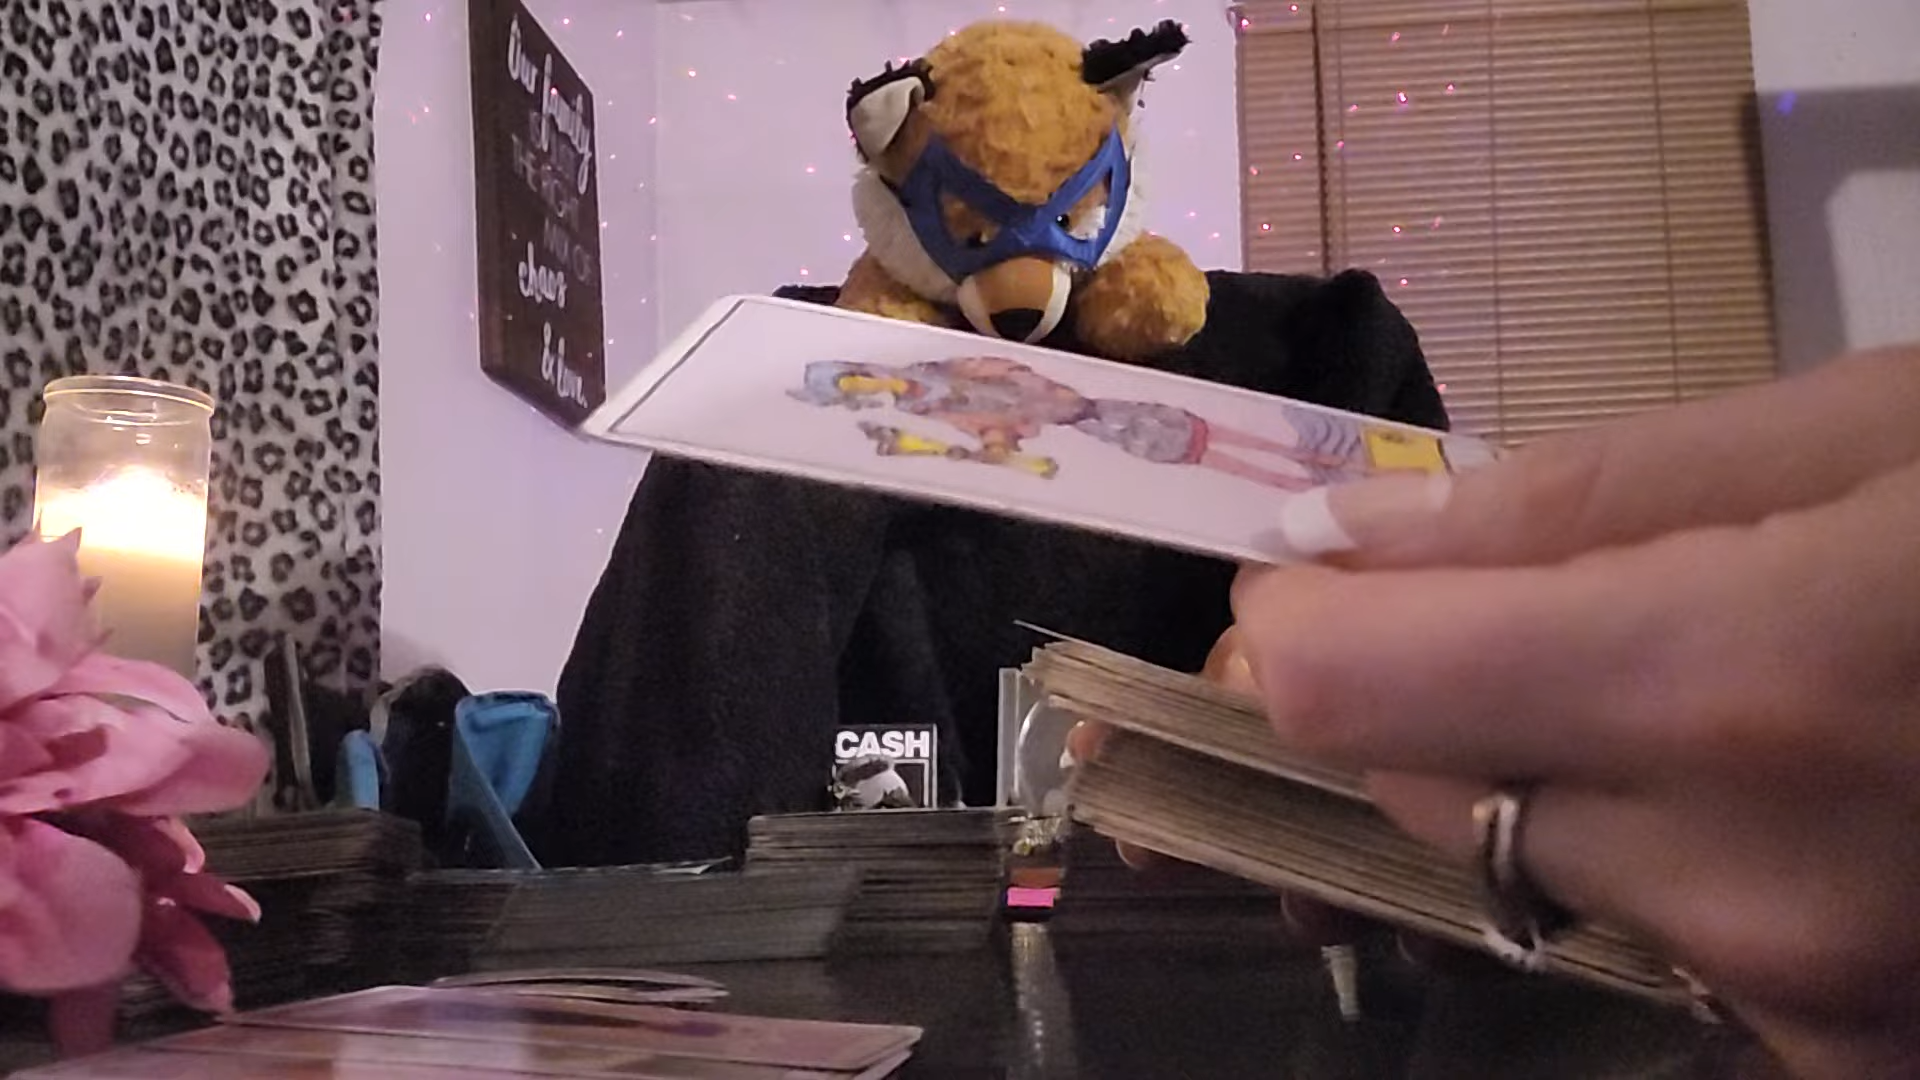 Our family
IS JUST
THE RIGHT
MIX OF
chaos
& love.
CASH